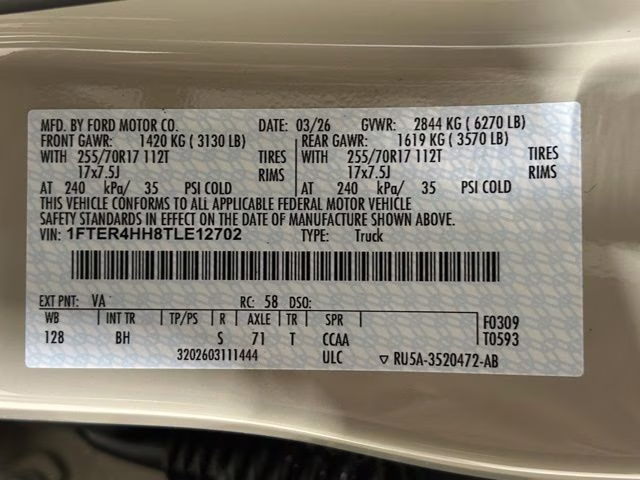 MFD. BY FORD MOTOR CO. DATE: 03/26 GVWR: 2844 KG ( 6270 LB)
FRONT GAWR: 1420 KG ( 3130 LB) REAR GAWR: 1619 KG ( 3570 LB)
WITH 255/70R17 112T TIRES WITH 255/70R17 112T TIRES
17x7.5J RIMS 17x7.5J RIMS
AT 240 kPa/ 35 PSI COLD AT 240 kPa/ 35 PSI COLD
THIS VEHICLE CONFORMS TO ALL APPLICABLE FEDERAL MOTOR VEHICLE
SAFETY STANDARDS IN EFFECT ON THE DATE OF MANUFACTURE SHOWN ABOVE.
VIN: 1FTER4HH8TLE12702 TYPE: Truck
EXT PNT: VA RC: 58 DSO:
WB INT TR TP/PS R AXLE TR SPR F0309
128 BH S 71 T CCAA T0593
3202603111444 ULC ▽ RU5A-3520472-AB